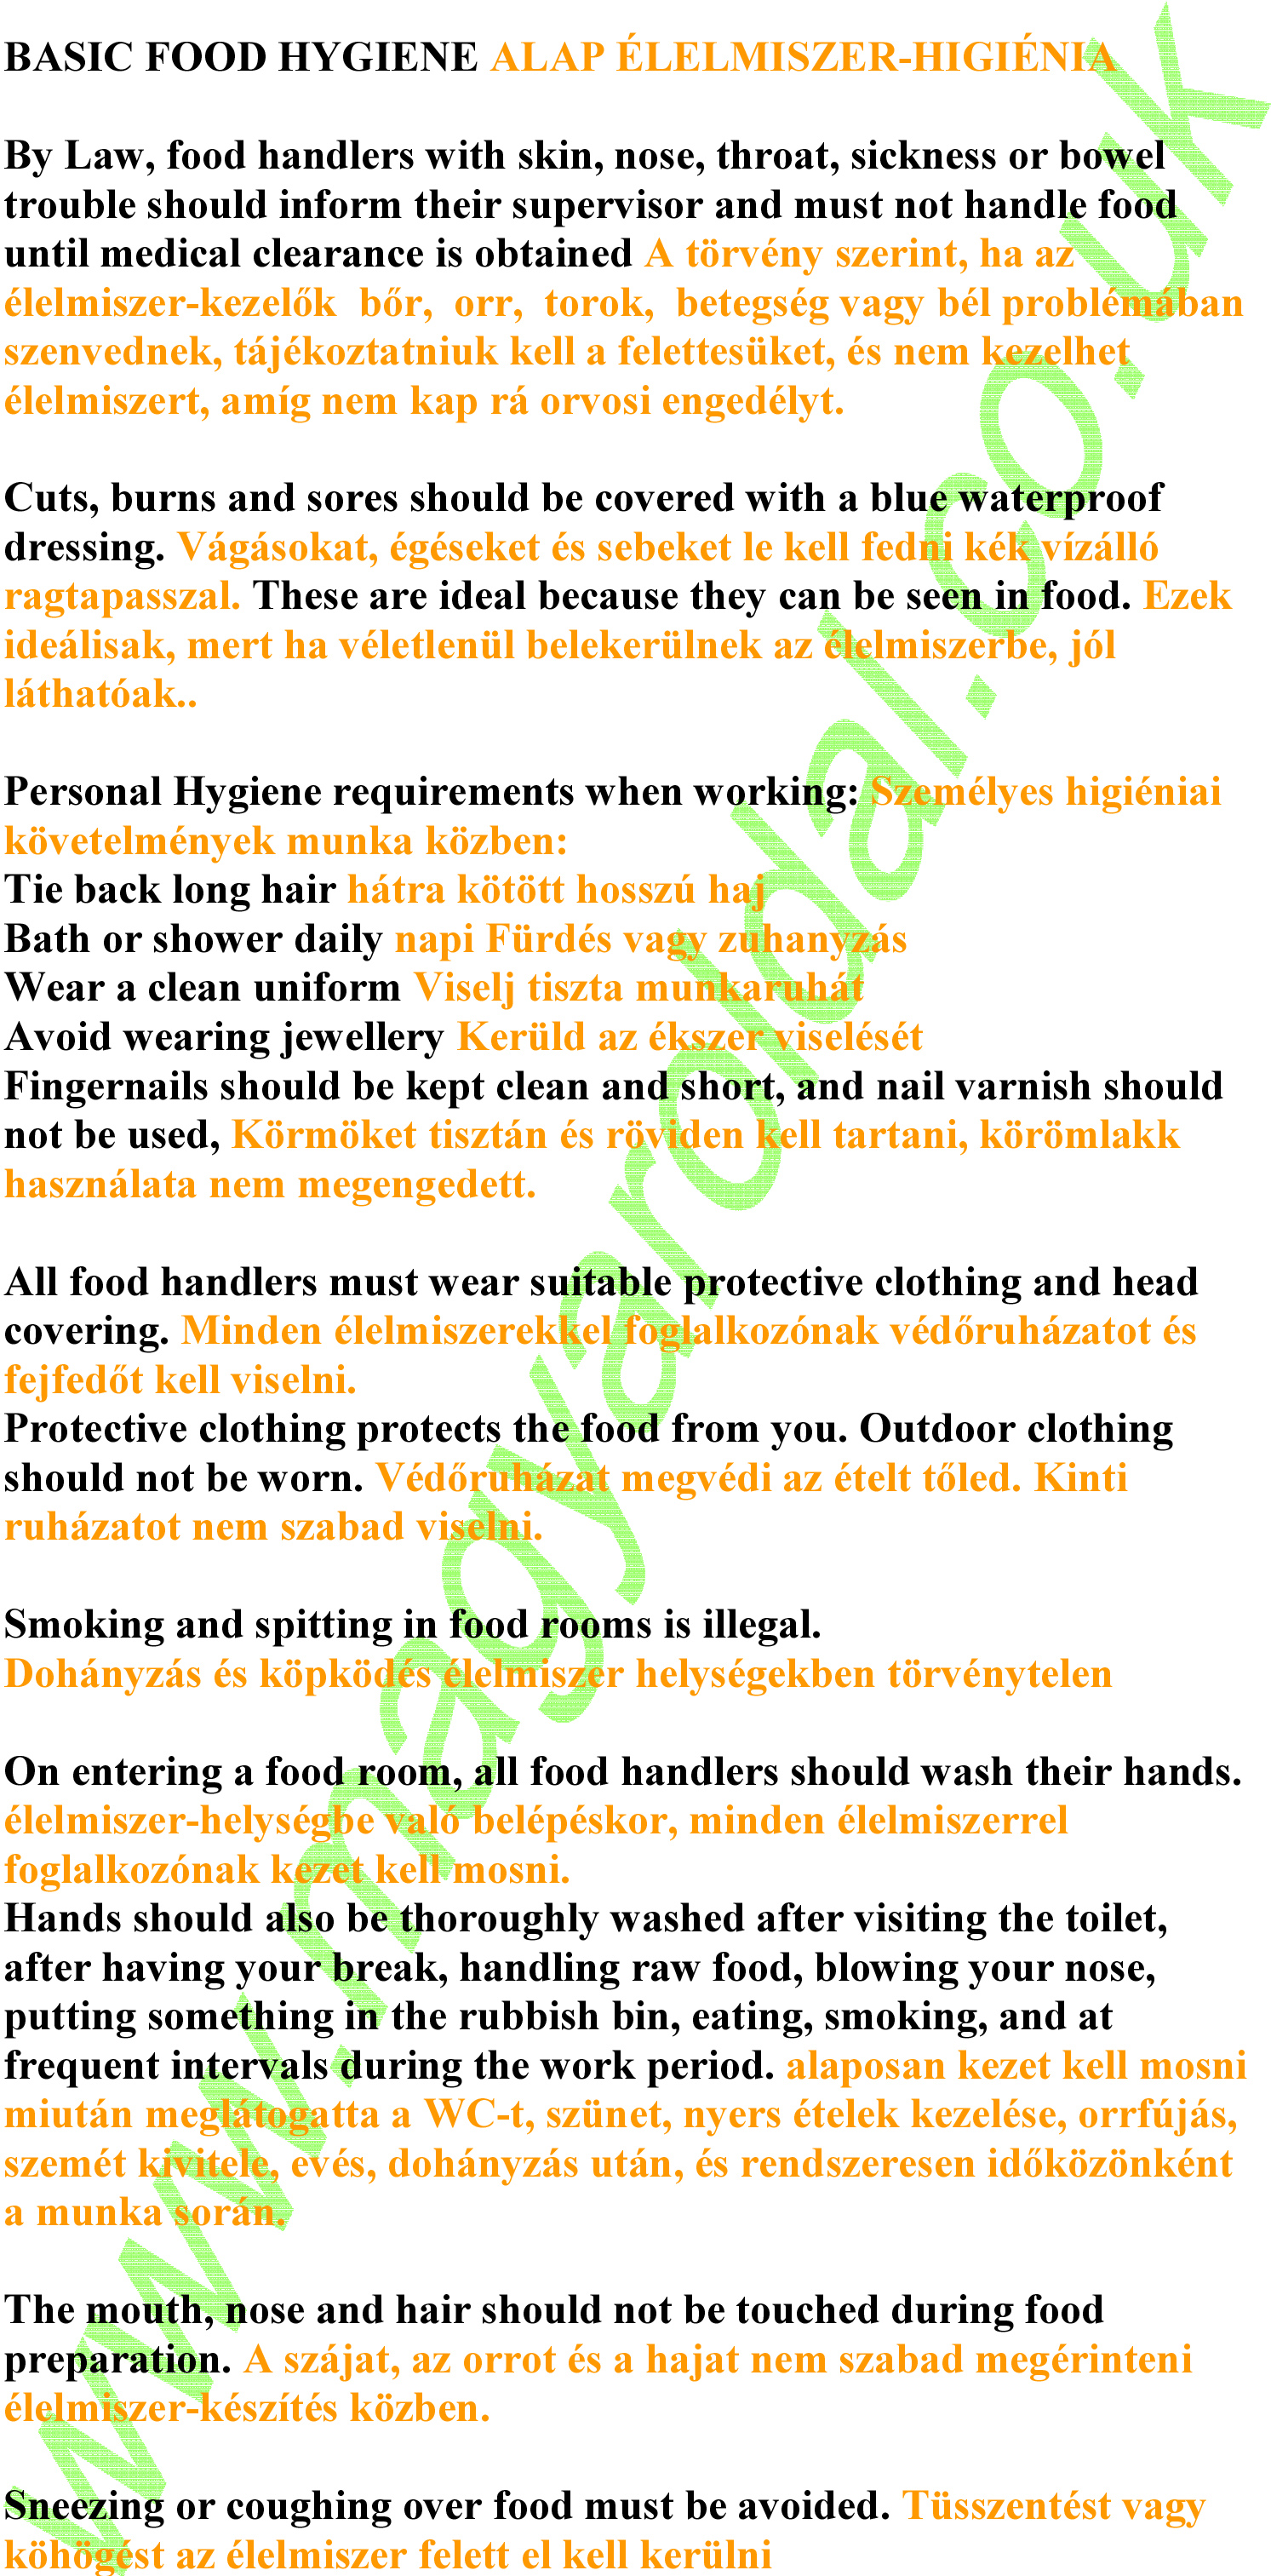 BASIC FOOD HYGIENE ALAP ÉLELMISZER-HIGIÉNIA
By Law, food handlers with skin, nose, throat, sickness or bowel
trouble should inform their supervisor and must not handle food
until medical clearance is obtained A törvény szerint, ha az
élelmiszer-kezelők bőr, orr, torok, betegség vagy bél problémában
szenvednek, tájékoztatniuk kell a felettesüket, és nem kezelhet
élelmiszert, amíg nem kap rá orvosi engedélyt.
Cuts, burns and sores should be covered with a blue waterproof
dressing. Vágásokat, égéseket és sebeket le kell fedni kék vízálló
ragtapasszal. These are ideal because they can be seen in food. Ezek
ideálisak, mert ha véletlenül belekerülnek az élelmiszerbe, jól
láthatóak..
Personal Hygiene requirements when working: Személyes higiéniai
követelmények munka közben:
Tie back long hair hátra kötött hosszú haj
Bath or shower daily napi Fürdés vagy zuhanyzás
Wear a clean uniform Viselj tiszta munkaruhát
Avoid wearing jewellery Kerüld az ékszer viselését
Fingernails should be kept clean and short, and nail varnish should
not be used, Körmöket tisztán és röviden kell tartani, körömlakk
használata nem megengedett.
All food handlers must wear suitable protective clothing and head
covering. Minden élelmiszerekkel foglalkozónak védőruházatot és
fejfedőt kell viselni.
Protective clothing protects the food from you. Outdoor clothing
should not be worn. Védőruházat megvédi az ételt tőled. Kinti
ruházatot nem szabad viselni.
Smoking and spitting in food rooms is illegal.
Dohányzás és köpködés élelmiszer helységekben törvénytelen
On entering a food room, all food handlers should wash their hands.
élelmiszer-helységbe való belépéskor, minden élelmiszerrel
foglalkozónak kezet kell mosni.
Hands should also be thoroughly washed after visiting the toilet,
after having your break, handling raw food, blowing your nose,
putting something in the rubbish bin, eating, smoking, and at
frequent intervals during the work period. alaposan kezet kell mosni
miután meglátogatta a WC-t, szünet, nyers ételek kezelése, orrfújás,
szemét kivitele, evés, dohányzás után, és rendszeresen időközönként
a munka során.
The mouth, nose and hair should not be touched during food
preparation. A szájat, az orrot és a hajat nem szabad megérinteni
élelmiszer-készítés közben.
Sneezing or coughing over food must be avoided. Tüsszentést vagy
köhögést az élelmiszer felett el kell kerülni
www.magyaroldal.co.uk